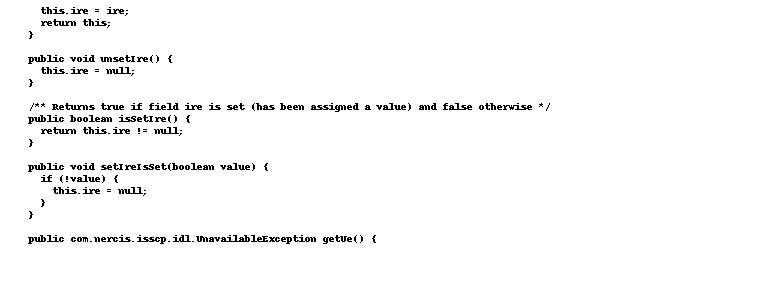 this.ire = ire;
return this;
}
public void unsetIre() {
this.ire = null;
}
/** Returns true if field ire is set (has been assigned a value) and false otherwise */
public boolean isSetIre() {
return this.ire != null;
}
public void setIreIsSet(boolean value) {
if (!value) {
this.ire = null;
}
}
public com.nercis.isscp.idl.UnavailableException getUe() {